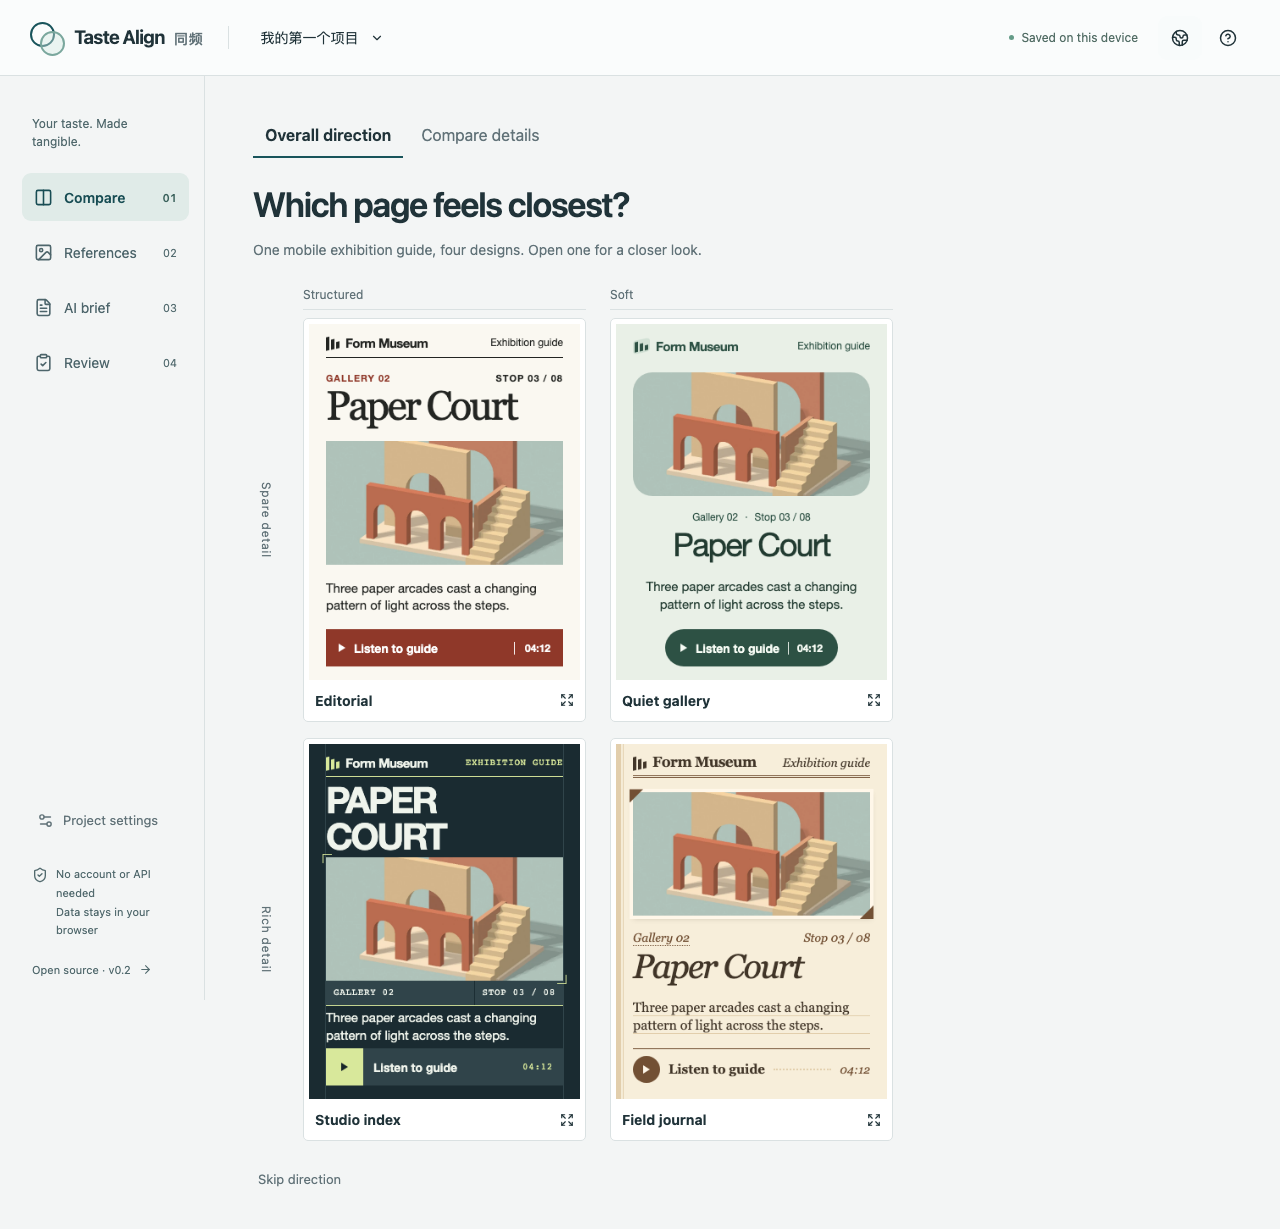 Taste Align 同频
我的第一个项目
Saved on this device
Your taste. Made
tangible.
Compare 01
References 02
AI brief 03
Review 04
Project settings
No account or API
needed
Data stays in your
browser
Open source · v0.2
Overall direction
Compare details
Which page feels closest?
One mobile exhibition guide, four designs. Open one for a closer look.
Structured
Soft
Spare detail
Form Museum
Exhibition guide
GALLERY 02
STOP 03 / 08
Paper Court
Three paper arcades cast a changing
pattern of light across the steps.
Listen to guide
04:12
Editorial
Form Museum
Exhibition guide
Gallery 02 · Stop 03 / 08
Paper Court
Three paper arcades cast a changing
pattern of light across the steps.
Listen to guide
04:12
Quiet gallery
Rich detail
Form Museum
EXHIBITION GUIDE
PAPER
COURT
GALLERY 02
STOP 03 / 08
Three paper arcades cast a changing
pattern of light across the steps.
Listen to guide
04:12
Studio index
Form Museum
Exhibition guide
Gallery 02
Stop 03 / 08
Paper Court
Three paper arcades cast a changing
pattern of light across the steps.
Listen to guide
04:12
Field journal
Skip direction